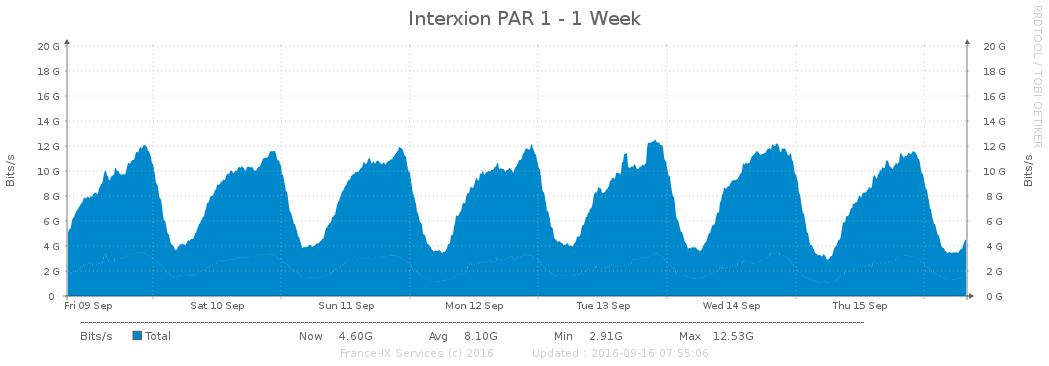 Interxion PAR 1 - 1 Week
RRDTOOL / TOBI OETIKER
20 G 20 G
18 G 18 G
16 G 16 G
14 G 14 G
12 G 12 G
10 G 10 G
8 G 8 G
6 G 6 G
4 G 4 G
2 G 2 G
0 0 G
Bits/s
Bits/s
Fri 09 Sep Sat 10 Sep Sun 11 Sep Mon 12 Sep Tue 13 Sep Wed 14 Sep Thu 15 Sep
Bits/s Total Now 4.60G Avg 8.10G Min 2.91G Max 12.53G
France-IX Services (c) 2016 Updated : 2016-09-16 07:55:06